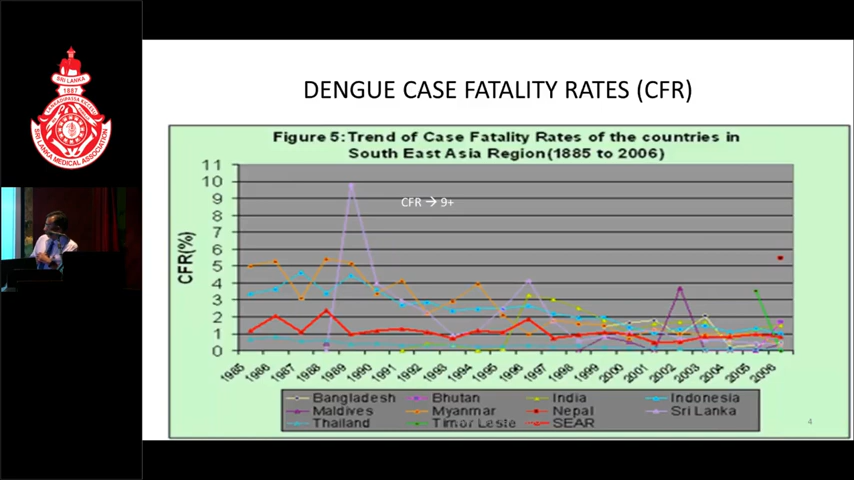 SRI LANKA
1887
SRI LANKA MEDICAL ASSOCIATION
DENGUE CASE FATALITY RATES (CFR)
Figure 5:Trend of Case Fatality Rates of the countries in
South East Asia Region(1885 to 2006)
CFR(%)
11
10
9
8
7
6
5
4
3
2
1
0
CFR → 9+
1985 1986 1987 1988 1989 1990 1991 1992 1993 1994 1995 1996 1997 1998 1999 2000 2001 2002 2003 2004 2005 2006
Bangladesh Bhutan India Indonesia
Maldives Myanmar Nepal Sri Lanka
Thailand Timor Leste SEAR
4